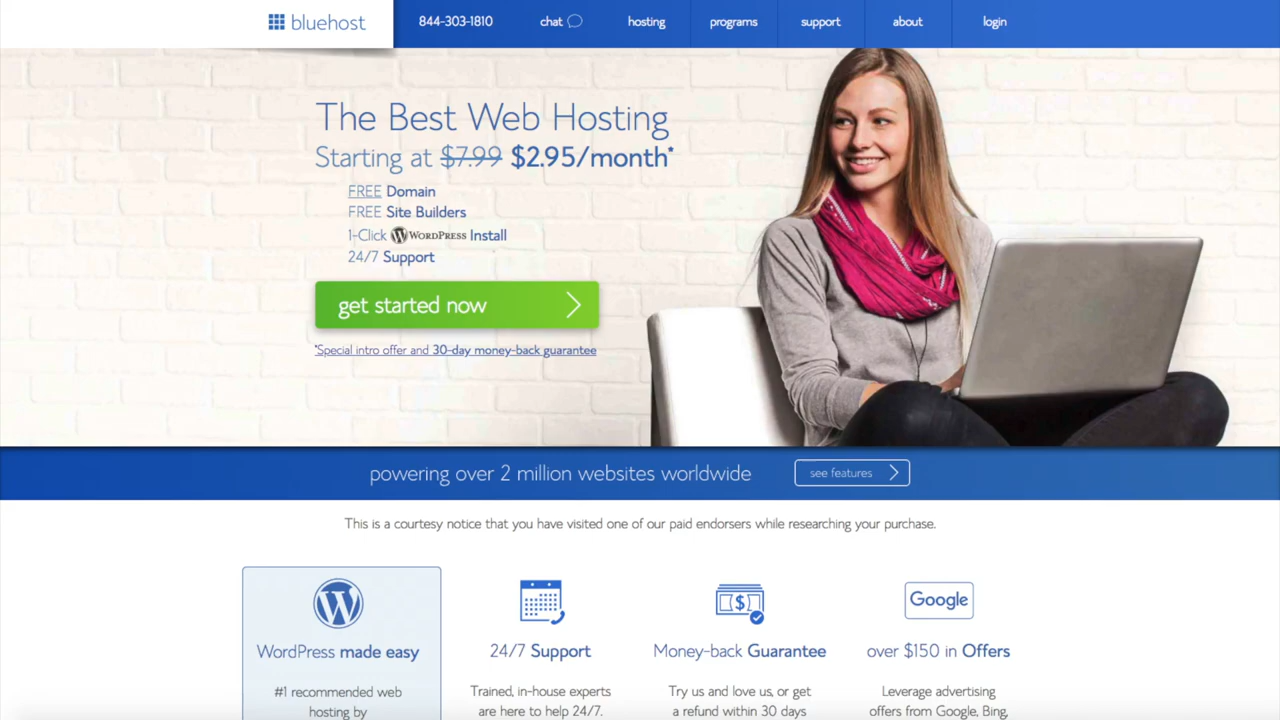 bluehost
844-303-1810 chat hosting programs support about login
The Best Web Hosting
Starting at $7.99 $2.95/month*
FREE Domain
FREE Site Builders
1-Click WORDPRESS Install
24/7 Support
get started now
*Special intro offer and 30-day money-back guarantee
powering over 2 million websites worldwide
see features
This is a courtesy notice that you have visited one of our paid endorsers while researching your purchase.
WordPress made easy
#1 recommended web
hosting by
24/7 Support
Trained, in-house experts
are here to help 24/7.
Money-back Guarantee
Try us and love us, or get
a refund within 30 days
Google
over $150 in Offers
Leverage advertising
offers from Google, Bing,